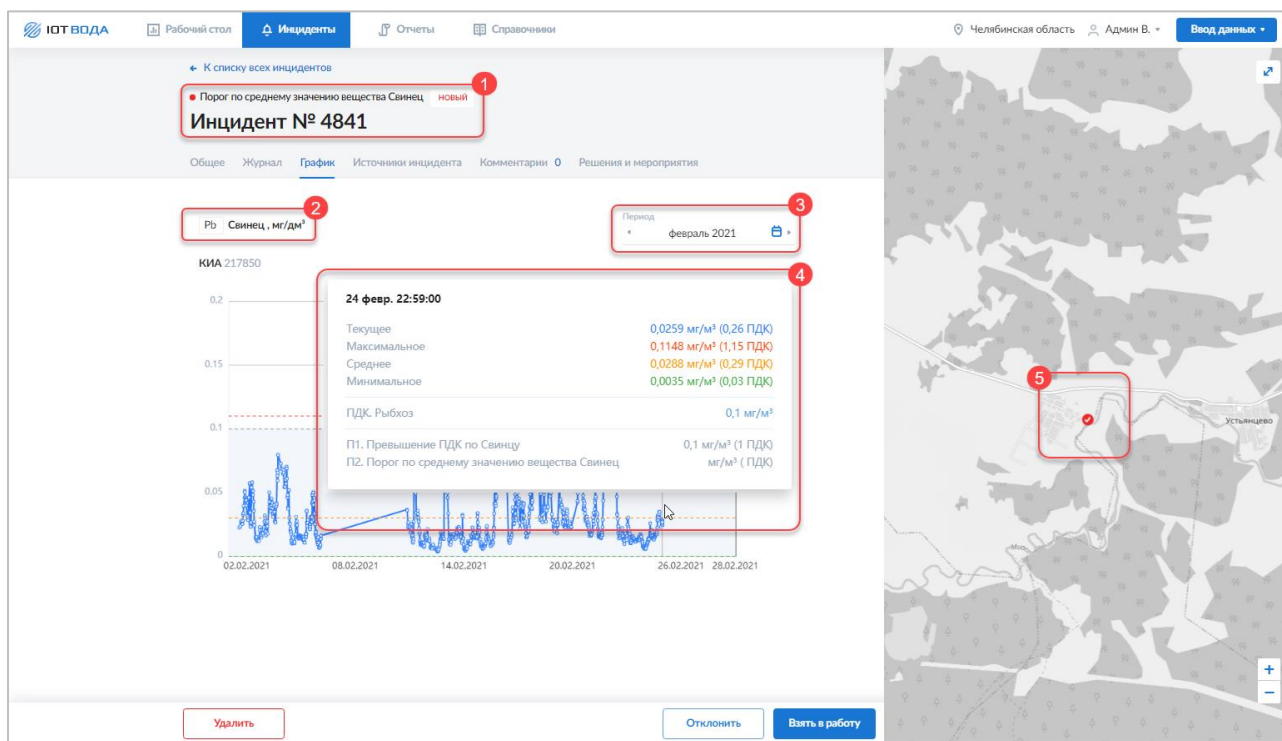 IOT ВОДА
Рабочий стол
Инциденты
Отчеты
Справочники
Челябинская область
Админ В.
Ввод данных
К списку всех инцидентов
1
Порог по среднему значению вещества Свинец
новый
Инцидент № 4841
Общее
Журнал
График
Источники инцидента
Комментарии 0
Решения и мероприятия
2
Pb Свинец , мг/дм³
3
Период
февраль 2021
КИА 217850
4
24 февр. 22:59:00
Текущее 0,0259 мг/м³ (0,26 ПДК)
Максимальное 0,1148 мг/м³ (1,15 ПДК)
Среднее 0,0288 мг/м³ (0,29 ПДК)
Минимальное 0,0035 мг/м³ (0,03 ПДК)
ПДК. Рыбхоз 0,1 мг/м³
П1. Превышение ПДК по Свинцу 0,1 мг/м³ (1 ПДК)
П2. Порог по среднему значению вещества Свинец мг/м³ ( ПДК)
0.2
0.15
0.1
0.05
0
02.02.2021
08.02.2021
14.02.2021
20.02.2021
26.02.2021
28.02.2021
5
Устьянцево
+
−
Удалить
Отклонить
Взять в работу